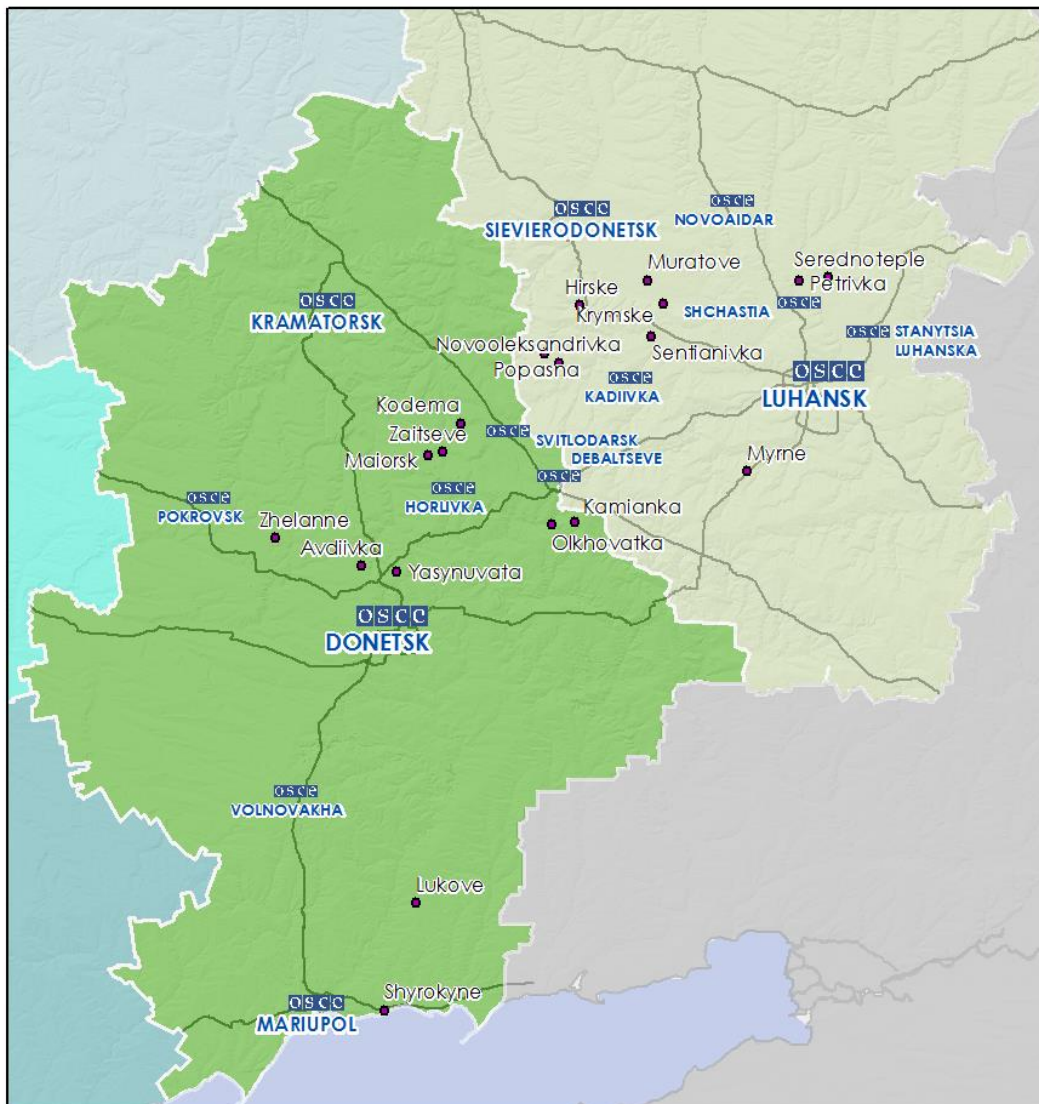 osce
NOVOAIDAR
OSCE
SIEVIERODONETSK
Muratove
Serednoteple
Petrivka
Hirske
Krymske
SHCHASTIA
osce
OSCE
KRAMATORSK
osce
STANYTSIA
LUHANSKA
Novooleksandrivka
Popasna
Sentianivka
osce
KADIIVKA
OSCE
LUHANSK
Kodema
Zaitseve
Maiorsk
osce
SVITLODARSK
DEBALTSEVE
osce
Myrne
osce
HORLIVKA
osce
POKROVSK
Zhelanne
Avdiivka
Yasynuvata
Kamianka
Olkhovatka
OSCE
DONETSK
osce
VOLNOVAKHA
Lukove
Shyrokyne
OSCE
MARIUPOL